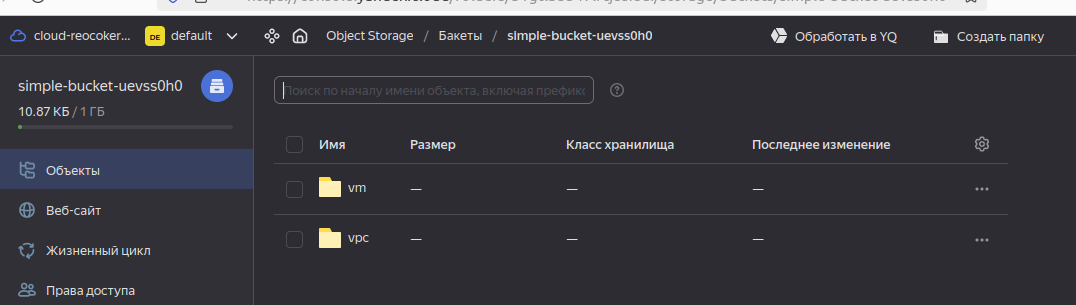 cloud-reocoker... DE default Object Storage / Бакеты / simple-bucket-uevss0h0 Обработать в YQ Создать папку
simple-bucket-uevss0h0
10.87 КБ / 1 ГБ
Объекты
Веб-сайт
Жизненный цикл
Права доступа
Поиск по началу имени объекта, включая префикс
Имя Размер Класс хранилища Последнее изменение
vm — — —
vpc — — —